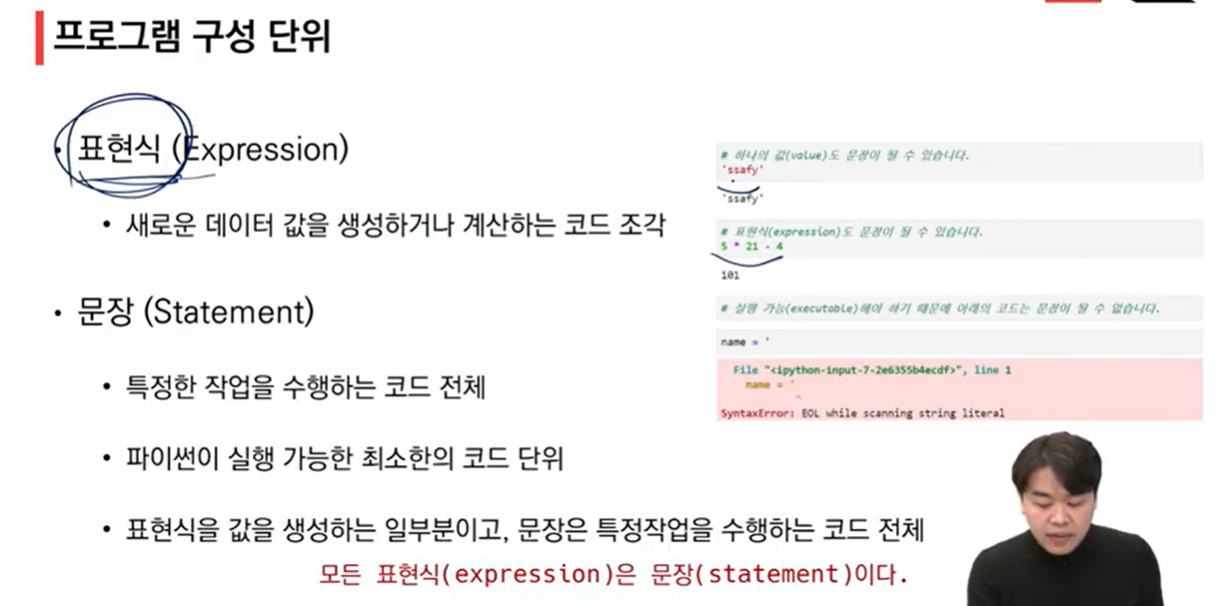 프로그램 구성 단위
• 표현식 (Expression)
• 새로운 데이터 값을 생성하거나 계산하는 코드 조각
• 문장 (Statement)
• 특정한 작업을 수행하는 코드 전체
• 파이썬이 실행 가능한 최소한의 코드 단위
• 표현식을 값을 생성하는 일부분이고, 문장은 특정작업을 수행하는 코드 전체
모든 표현식(expression)은 문장(statement)이다.
# 하나의 값(value)도 문장이 될 수 있습니다.
'ssafy'
'ssafy'
# 표현식(expression)도 문장이 될 수 있습니다.
5 * 21 - 4
101
# 실행 가능(executable)해야 하기 때문에 아래의 코드는 문장이 될 수 없습니다.
name = '
File "<ipython-input-7-2e6355b4ecdf>", line 1
name = '
^
SyntaxError: EOL while scanning string literal